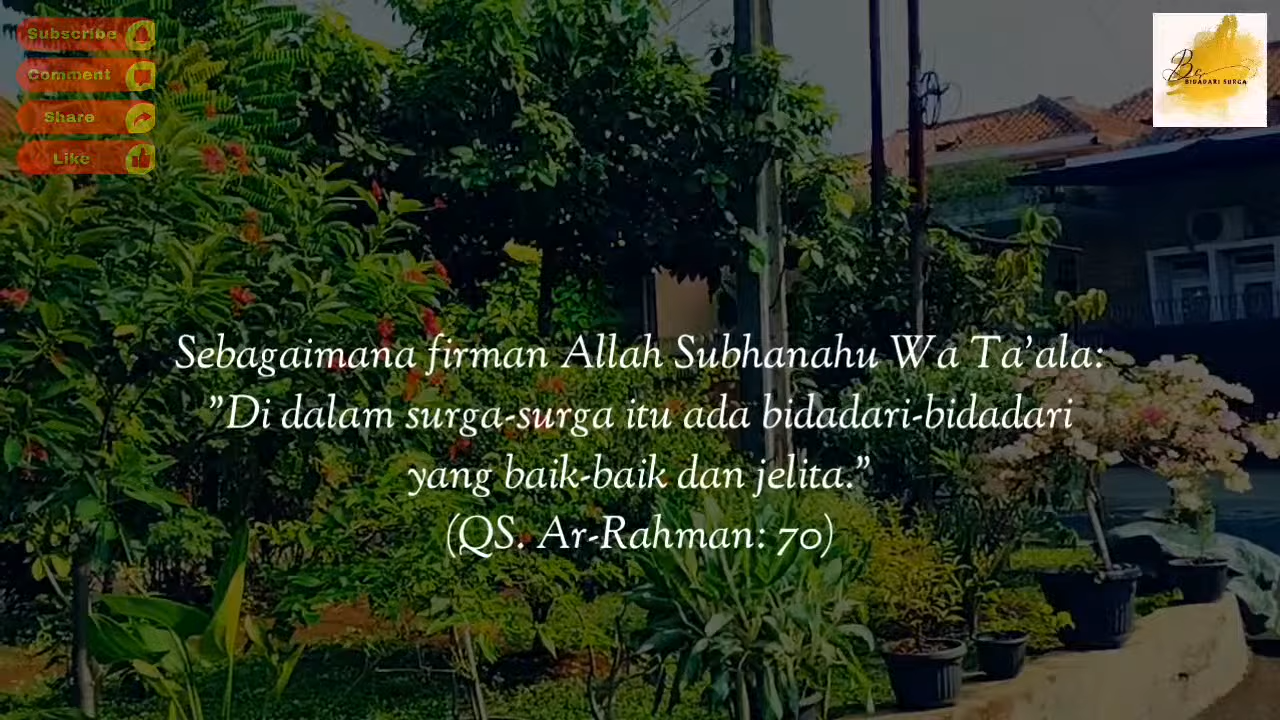 Subscribe
Comment
Share
Like
Bs
BIDADARI SURGA
Sebagaimana firman Allah Subhanahu Wa Ta'ala:
"Di dalam surga-surga itu ada bidadari-bidadari
yang baik-baik dan jelita."
(QS. Ar-Rahman: 70)